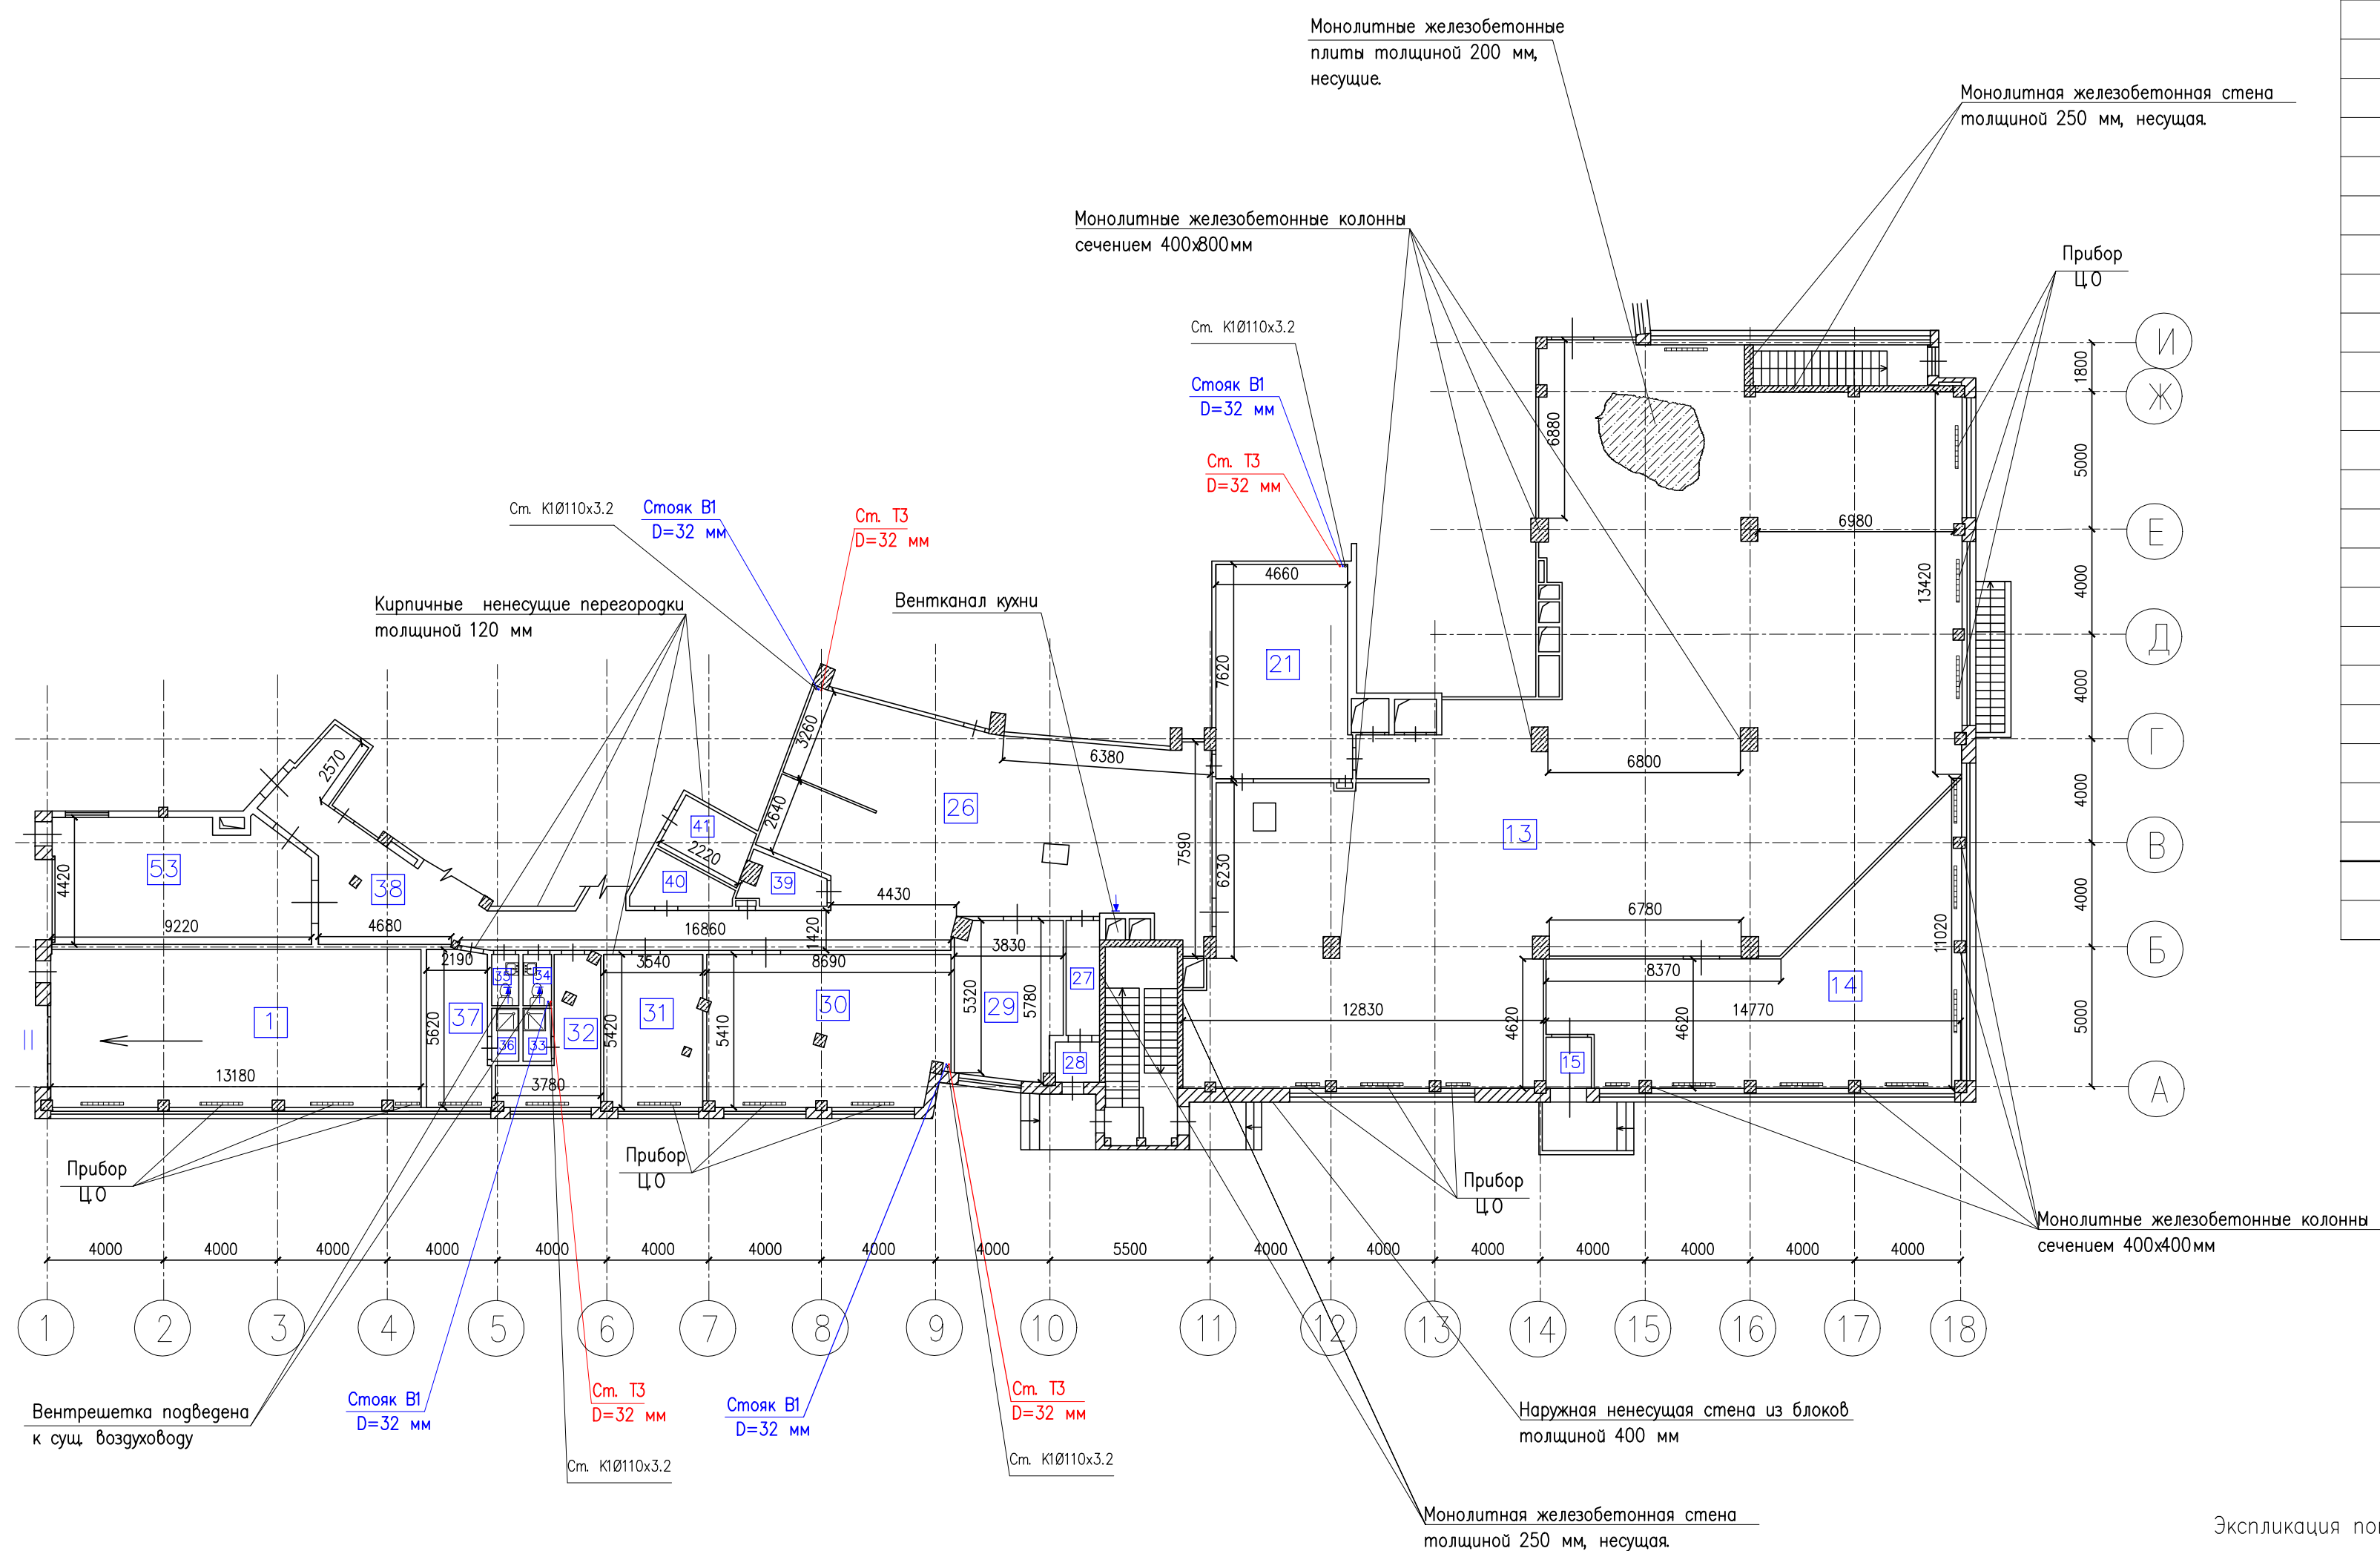 Монолитные железобетонные
плиты толщиной 200 мм,
несущие.
Монолитная железобетонная стена
толщиной 250 мм, несущая.
Монолитные железобетонные колонны
сечением 400х800мм
Прибор
Ц.О
Ст. К1Ø110х3.2
Стояк В1
D=32 мм
Ст. Т3
D=32 мм
И
1800
Ж
5000
Е
4000
Д
4000
Г
4000
В
4000
Б
5000
А
6880
6980
13420
Ст. К1Ø110х3.2
Стояк В1
D=32 мм
Ст. Т3
D=32 мм
Кирпичные ненесущие перегородки
толщиной 120 мм
Вентканал кухни
4660
7620
21
2570
3260
2640
6380
26
6800
13
7590
6230
53
4420
9220
38
4680
41
2220
40
39
4430
1420
16860
6780
11020
2190
3540
8690
3830
8370
14
35
34
27
1
37
5620
36
33
32
5420
31
5410
30
5320
29
5780
28
12830
4620
4620
14770
15
13180
3780
Прибор
Ц.О
Прибор
Ц.О
Прибор
Ц.О
Монолитные железобетонные колонны
сечением 400х400мм
4000 4000 4000 4000 4000 4000 4000 4000 4000 5500 4000 4000 4000 4000 4000 4000 4000
1 2 3 4 5 6 7 8 9 10 11 12 13 14 15 16 17 18
Вентрешетка подведена
к сущ. воздуховоду
Стояк В1
D=32 мм
Ст. Т3
D=32 мм
Ст. К1Ø110х3.2
Стояк В1
D=32 мм
Ст. Т3
D=32 мм
Ст. К1Ø110х3.2
Наружная ненесущая стена из блоков
толщиной 400 мм
Монолитная железобетонная стена
толщиной 250 мм, несущая.
Экспликация